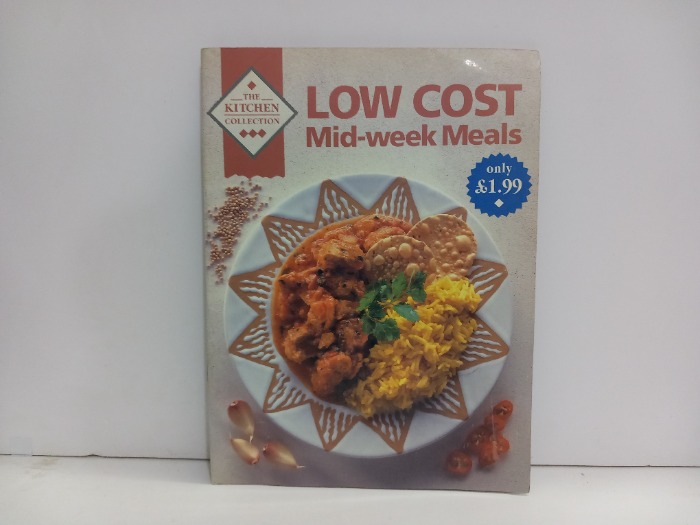 THE
KITCHEN
COLLECTION
LOW COST
Mid-week Meals
only
£1.99